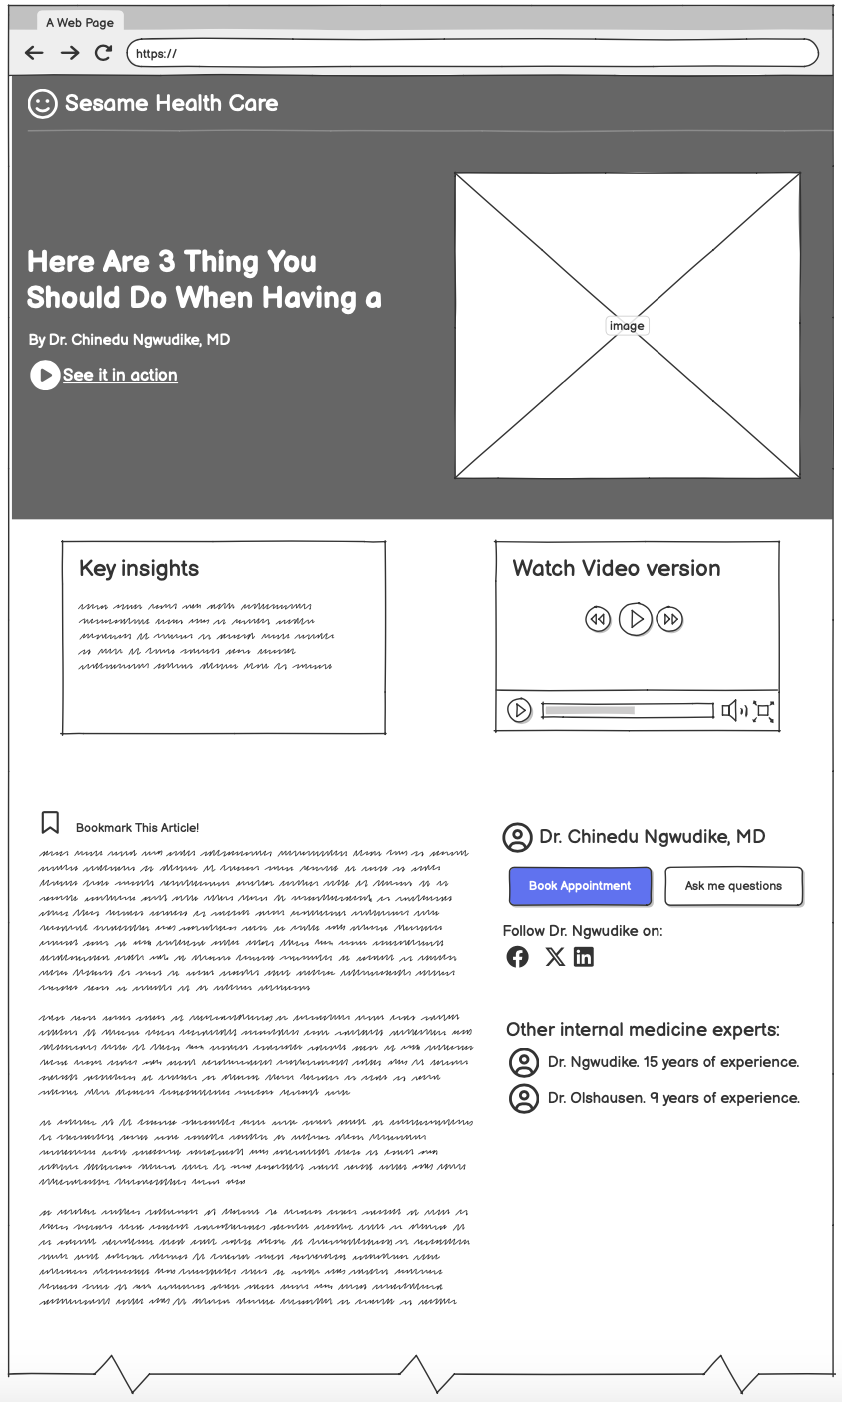 A Web Page
https://
Sesame Health Care
Here Are 3 Thing You
Should Do When Having a
By Dr. Chinedu Ngwudike, MD
See it in action
image
Key insights
Watch Video version
Bookmark This Article!
Dr. Chinedu Ngwudike, MD
Book Appointment
Ask me questions
Follow Dr. Ngwudike on:
Other internal medicine experts:
Dr. Ngwudike. 15 years of experience.
Dr. Olshausen. 9 years of experience.